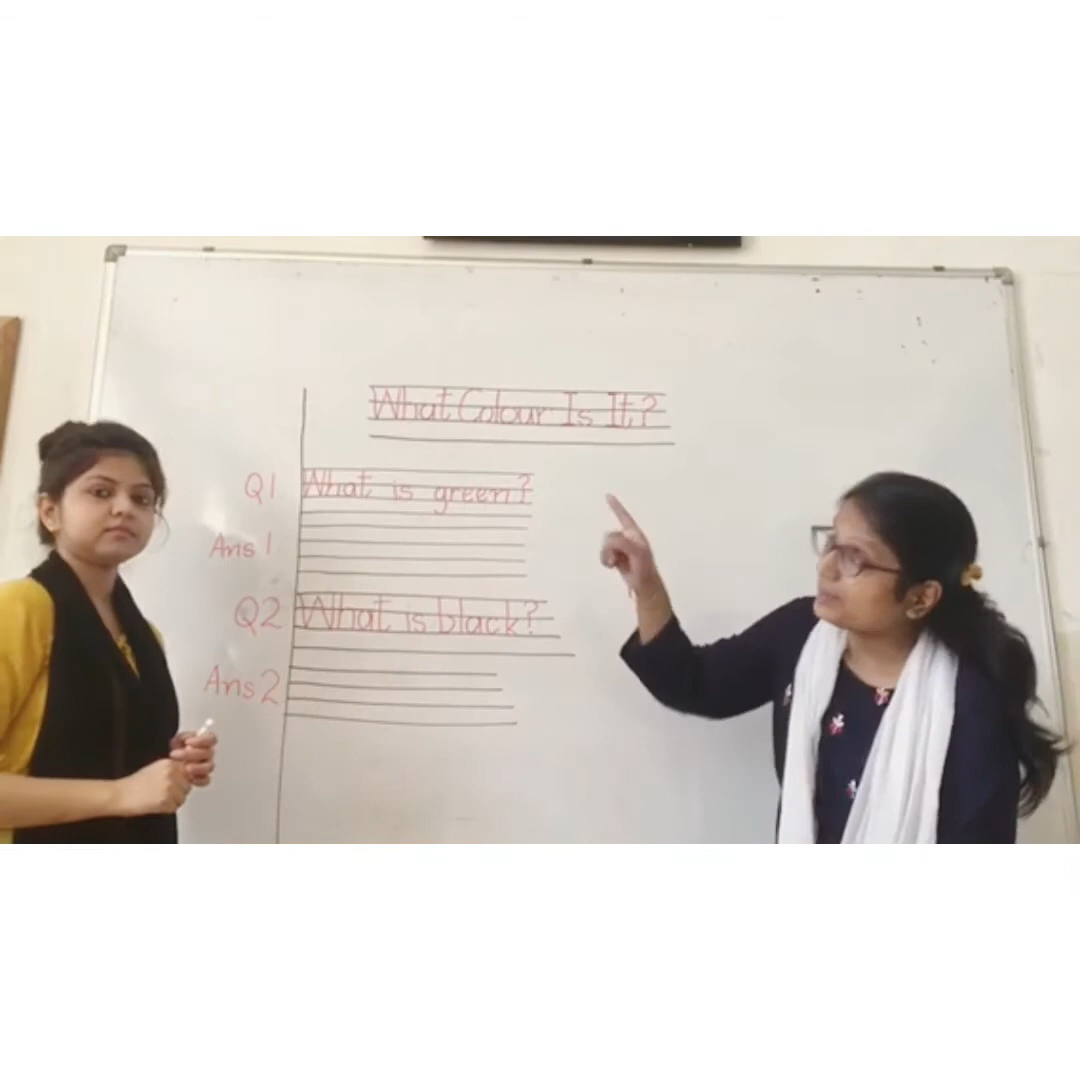 What Colour Is It?
Q1 What is green?
Ans 1
Q2 What is black?
Ans 2